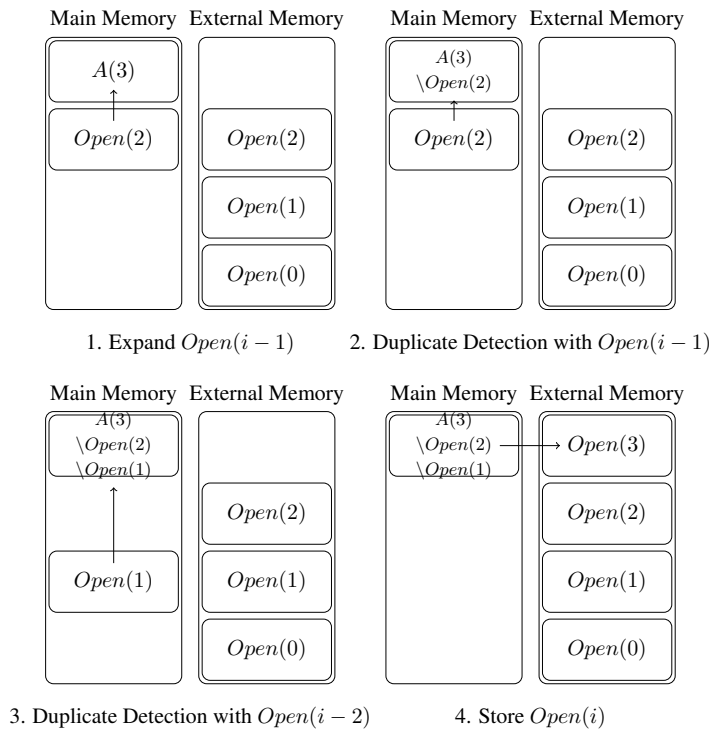 Main Memory External Memory
A(3)
Open(2)
Open(2)
Open(1)
Open(0)
1. Expand Open(i − 1)
Main Memory External Memory
A(3)
\Open(2)
Open(2)
Open(2)
Open(1)
Open(0)
2. Duplicate Detection with Open(i − 1)
Main Memory External Memory
A(3)
\Open(2)
\Open(1)
Open(1)
Open(2)
Open(1)
Open(0)
3. Duplicate Detection with Open(i − 2)
Main Memory External Memory
A(3)
\Open(2)
\Open(1)
Open(3)
Open(2)
Open(1)
Open(0)
4. Store Open(i)